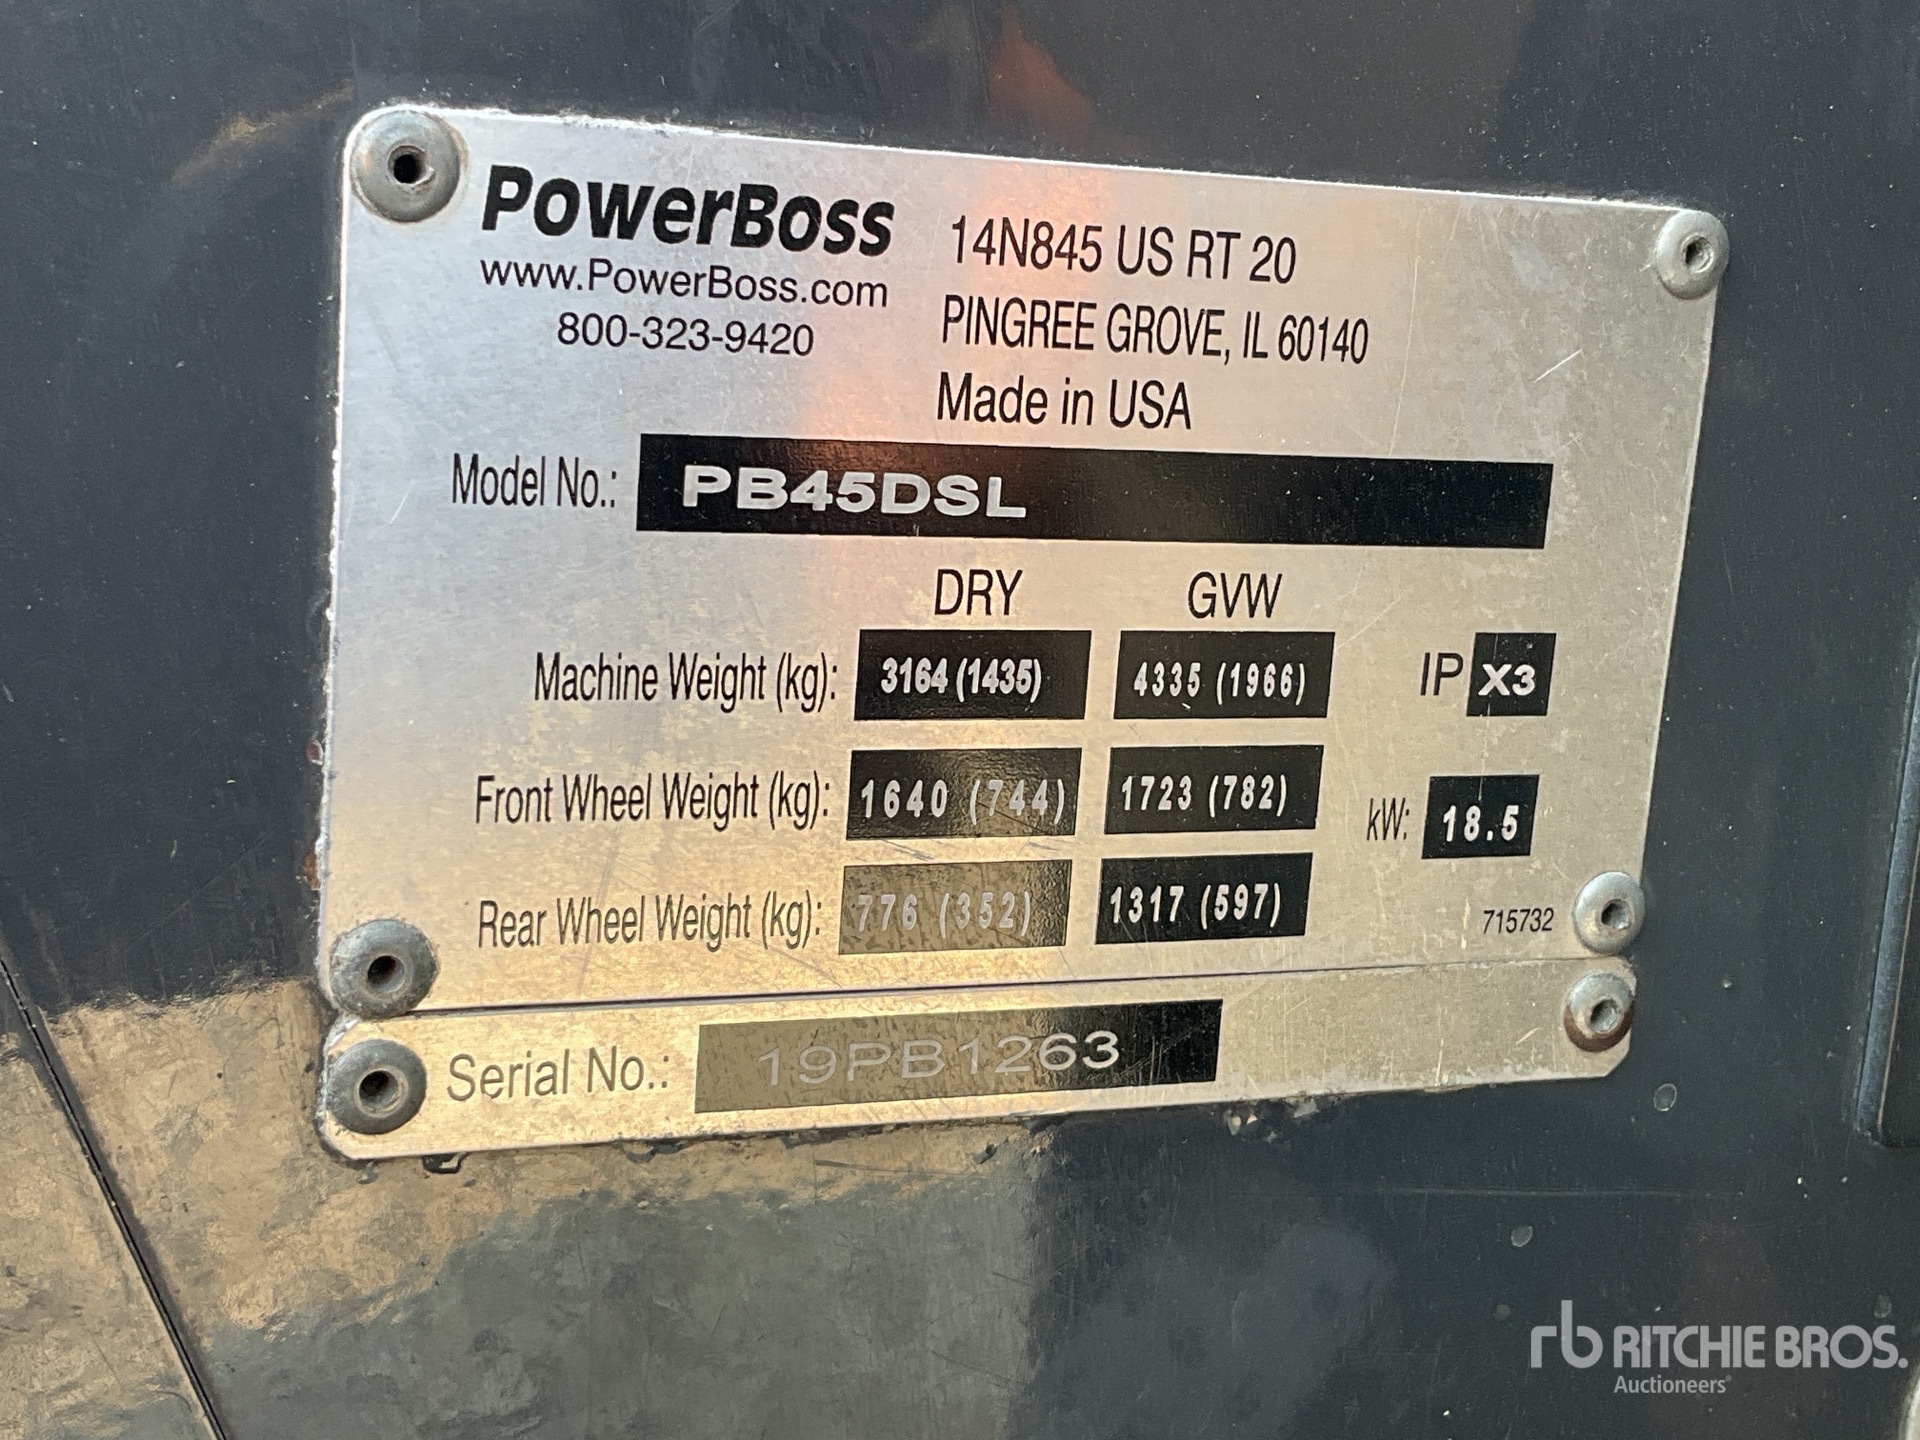 PowerBoss
www.PowerBoss.com
800-323-9420
14N845 US RT 20
PINGREE GROVE, IL 60140
Made in USA
Model No.: PB45DSL
DRY GVW
Machine Weight (kg): 3164 (1435) 4335 (1966) IP X3
Front Wheel Weight (kg): 1640 (744) 1723 (782) kW: 18.5
Rear Wheel Weight (kg): 776 (352) 1317 (597) 715732
Serial No.: 19PB1263
rb RITCHIE BROS.
Auctioneers